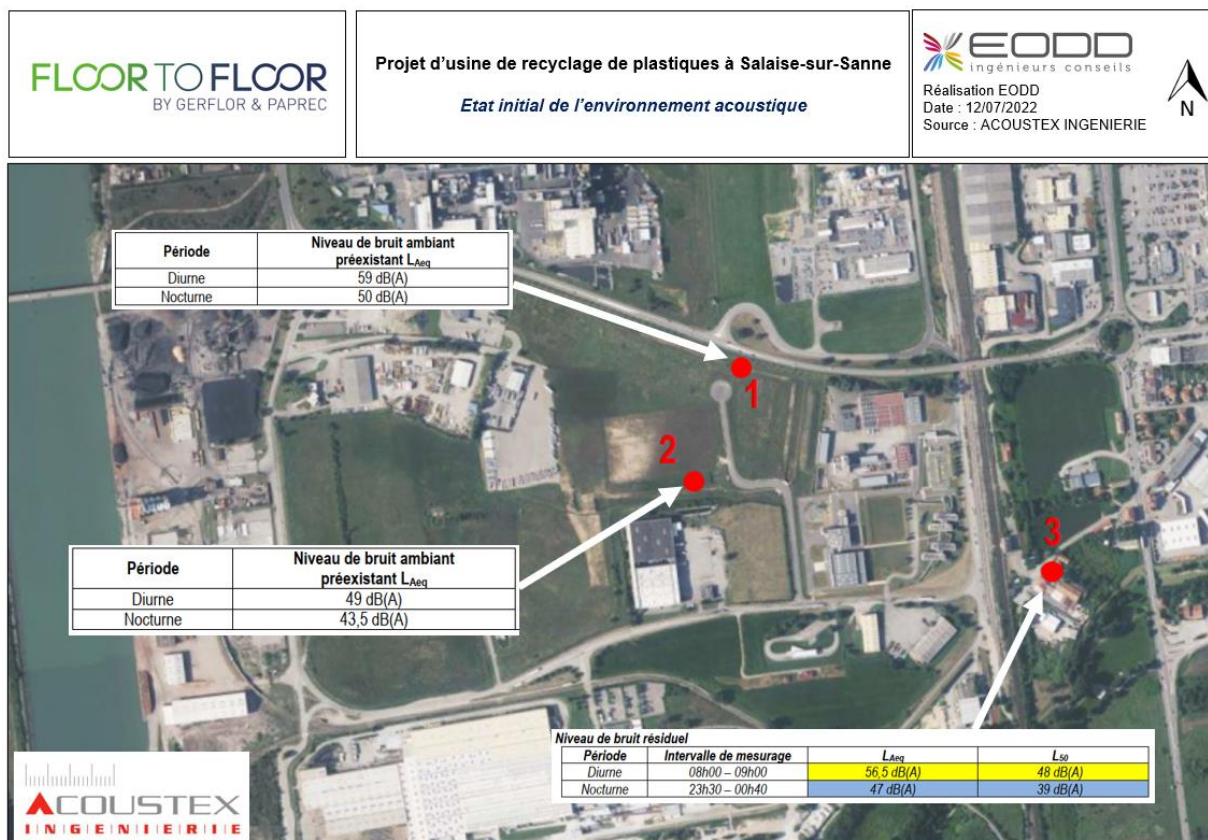 FLOOR TO FLOOR
BY GERFLOR & PAPREC
Projet d'usine de recyclage de plastiques à Salaise-sur-Sanne
Etat initial de l'environnement acoustique
EODD
ingénieurs conseils
Réalisation EODD
Date : 12/07/2022
Source : ACOUSTEX INGENIERIE
N
Période Niveau de bruit ambiant
préexistant LAeq
Diurne 59 dB(A)
Nocturne 50 dB(A)
1
2
Période Niveau de bruit ambiant
préexistant LAeq
Diurne 49 dB(A)
Nocturne 43,5 dB(A)
3
Niveau de bruit résiduel
Période Intervalle de mesurage LAeq L50
Diurne 08h00 – 09h00 56,5 dB(A) 48 dB(A)
Nocturne 23h30 – 00h40 47 dB(A) 39 dB(A)
ACOUSTEX
INGENIERIE